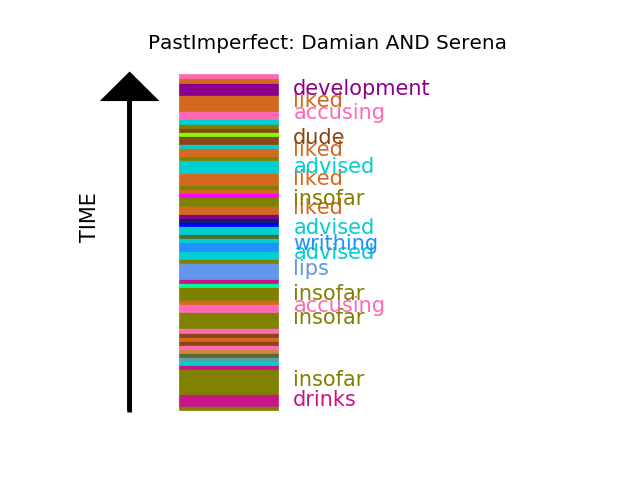 PastImperfect: Damian AND Serena
development
liked
accusing
dude
liked
advised
liked
insofar
liked
advised
writhing
advised
lips
insofar
accusing
insofar
insofar
drinks
TIME